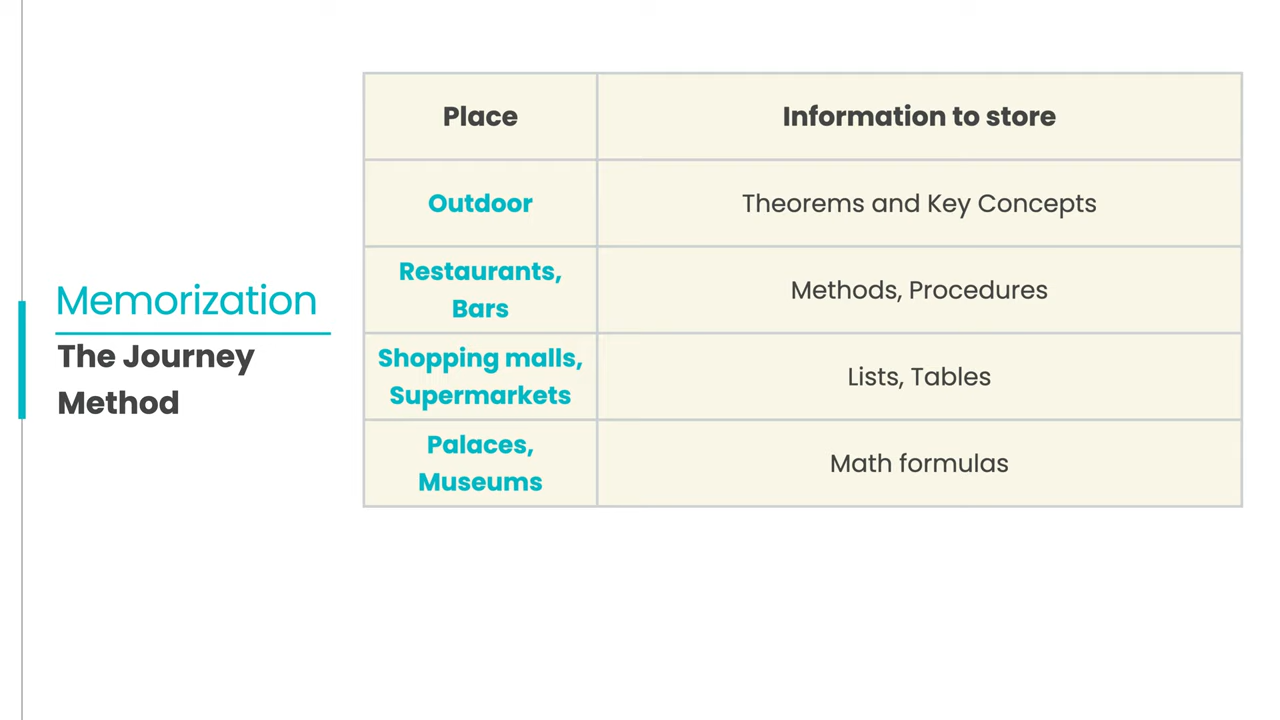 Memorization
The Journey
Method
Place
Information to store
Outdoor
Theorems and Key Concepts
Restaurants,
Bars
Methods, Procedures
Shopping malls,
Supermarkets
Lists, Tables
Palaces,
Museums
Math formulas